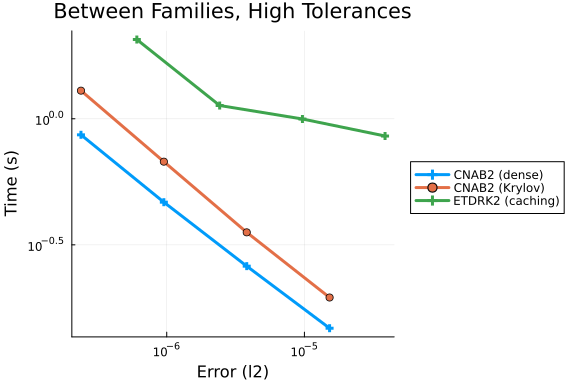 Between Families, High Tolerances
Time (s)
10^0.0
10^−0.5
10^−6
10^−5
Error (l2)
CNAB2 (dense)
CNAB2 (Krylov)
ETDRK2 (caching)